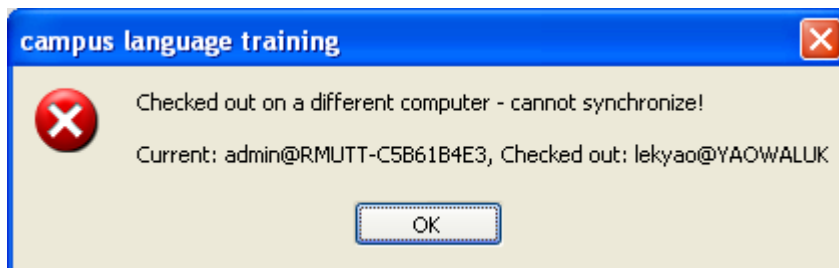 campus language training
Checked out on a different computer - cannot synchronize!
Current: admin@RMUTT-C5B61B4E3, Checked out: lekyao@YAOWALUK
OK